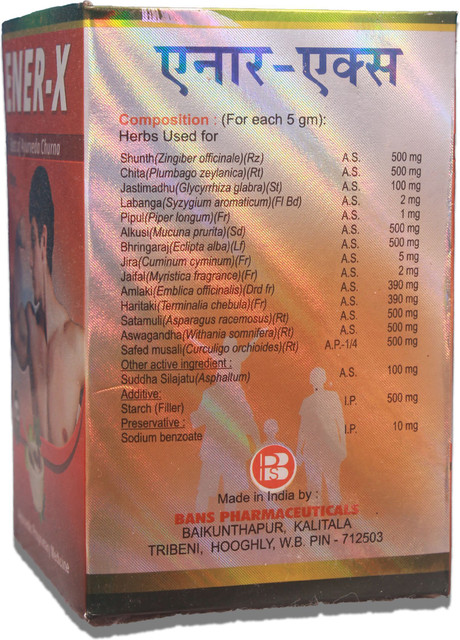 ENER-X
Churna
एनार-एक्स
Composition : (For each 5 gm):
Herbs Used for
Shunth(Zingiber officinale)(Rz) A.S. 500 mg
Chita(Plumbago zeylanica)(Rt) A.S. 500 mg
Jastimadhu(Glycyrrhiza glabra)(St) A.S. 100 mg
Labanga(Syzygium aromaticum)(Fl Bd) A.S. 2 mg
Pipul(Piper longum)(Fr) A.S. 1 mg
Alkusi(Mucuna prurita)(Sd) A.S. 500 mg
Bhringaraj(Eclipta alba)(Lf) A.S. 500 mg
Jira(Cuminum cyminum)(Fr) A.S. 5 mg
Jaifal(Myristica fragrance)(Fr) A.S. 2 mg
Amlaki(Emblica officinalis)(Drd fr) A.S. 390 mg
Haritaki(Terminalia chebula)(Fr) A.S. 390 mg
Satamuli(Asparagus racemosus)(Rt) A.S. 500 mg
Aswagandha(Withania somnifera)(Rt) A.S. 500 mg
Safed musali(Curculigo orchioides)(Rt) A.P.-1/4 500 mg
Other active ingredient :
Suddha Silajatu(Asphaltum) A.S. 100 mg
Additive:
Starch (Filler) I.P. 500 mg
Preservative :
Sodium benzoate I.P. 10 mg
BPS
Made in India by :
BANS PHARMACEUTICALS
BAIKUNTHAPUR, KALITALA
TRIBENI, HOOGHLY, W.B. PIN - 712503
Medicine